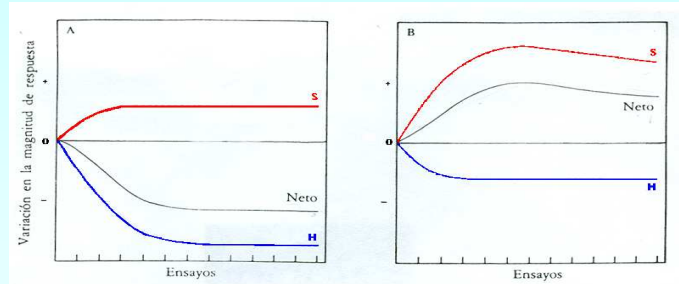 Variación en la magnitud de respuesta
A
+
0
−
S
Neto
H
Ensayos
B
+
0
−
S
Neto
H
Ensayos